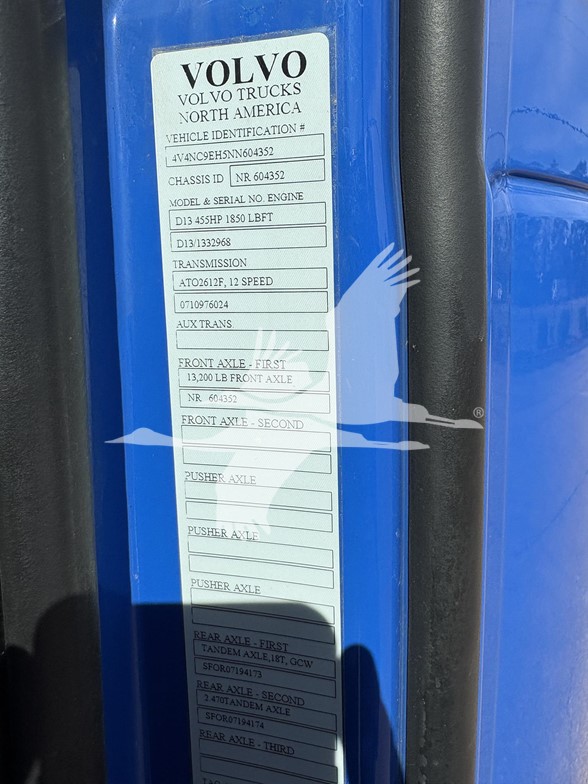 VOLVO
VOLVO TRUCKS
NORTH AMERICA
VEHICLE IDENTIFICATION #
4V4NC9EH5NN604352
CHASSIS ID NR 604352
MODEL & SERIAL NO. ENGINE
D13 455HP 1850 LBFT
D13/1332968
TRANSMISSION
ATO2612F, 12 SPEED
0710976024
AUX TRANS
FRONT AXLE - FIRST
13,200 LB FRONT AXLE
NR 604352
FRONT AXLE - SECOND
PUSHER AXLE
PUSHER AXLE
PUSHER AXLE
REAR AXLE - FIRST
TANDEM AXLE,18T, GCW
SFOR07194173
REAR AXLE - SECOND
2.470TANDEM AXLE
SFOR07194174
REAR AXLE - THIRD
®